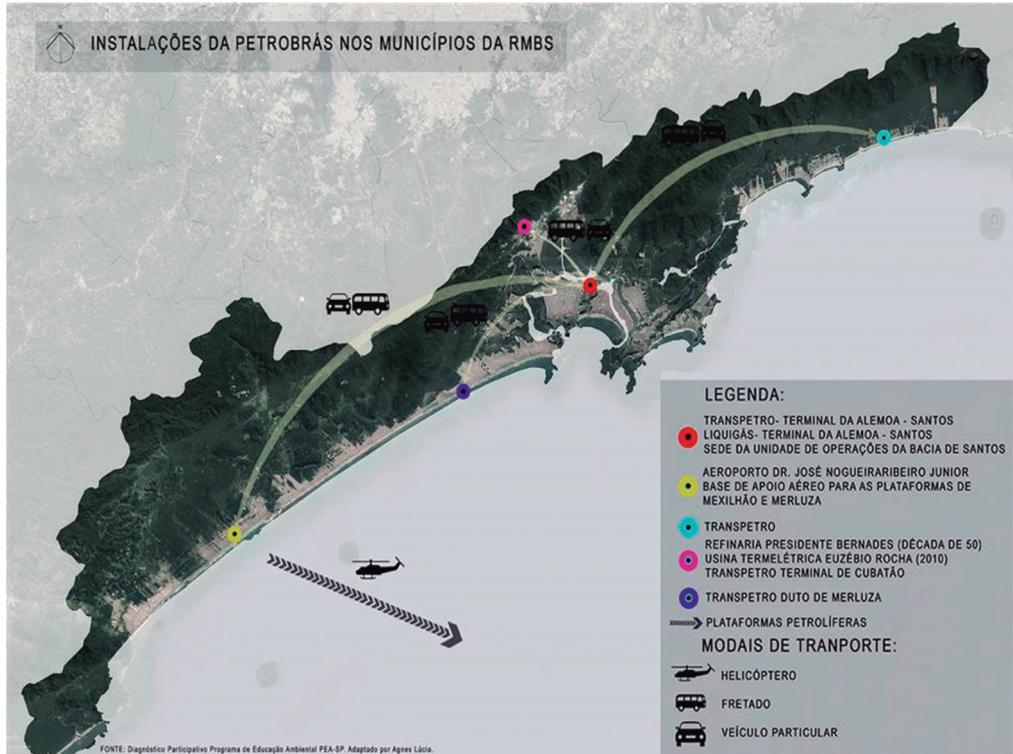 INSTALAÇÕES DA PETROBRÁS NOS MUNICÍPIOS DA RMBS
LEGENDA:
TRANSPETRO- TERMINAL DA ALEMOA - SANTOS
LIQUIGÁS- TERMINAL DA ALEMOA - SANTOS
SEDE DA UNIDADE DE OPERAÇÕES DA BACIA DE SANTOS
AEROPORTO DR. JOSÉ NOGUEIRARIBEIRO JUNIOR
BASE DE APOIO AÉREO PARA AS PLATAFORMAS DE
MEXILHÃO E MERLUZA
TRANSPETRO
REFINARIA PRESIDENTE BERNADES (DÉCADA DE 50)
USINA TERMELÉTRICA EUZÉBIO ROCHA (2010)
TRANSPETRO TERMINAL DE CUBATÃO
TRANSPETRO DUTO DE MERLUZA
PLATAFORMAS PETROLÍFERAS
MODAIS DE TRANPORTE:
HELICÓPTERO
FRETADO
VEÍCULO PARTICULAR
FONTE: Diagnóstico Participativo Programa de Educação Ambiental PEA-SP. Adaptado por Agnes Lúcia.